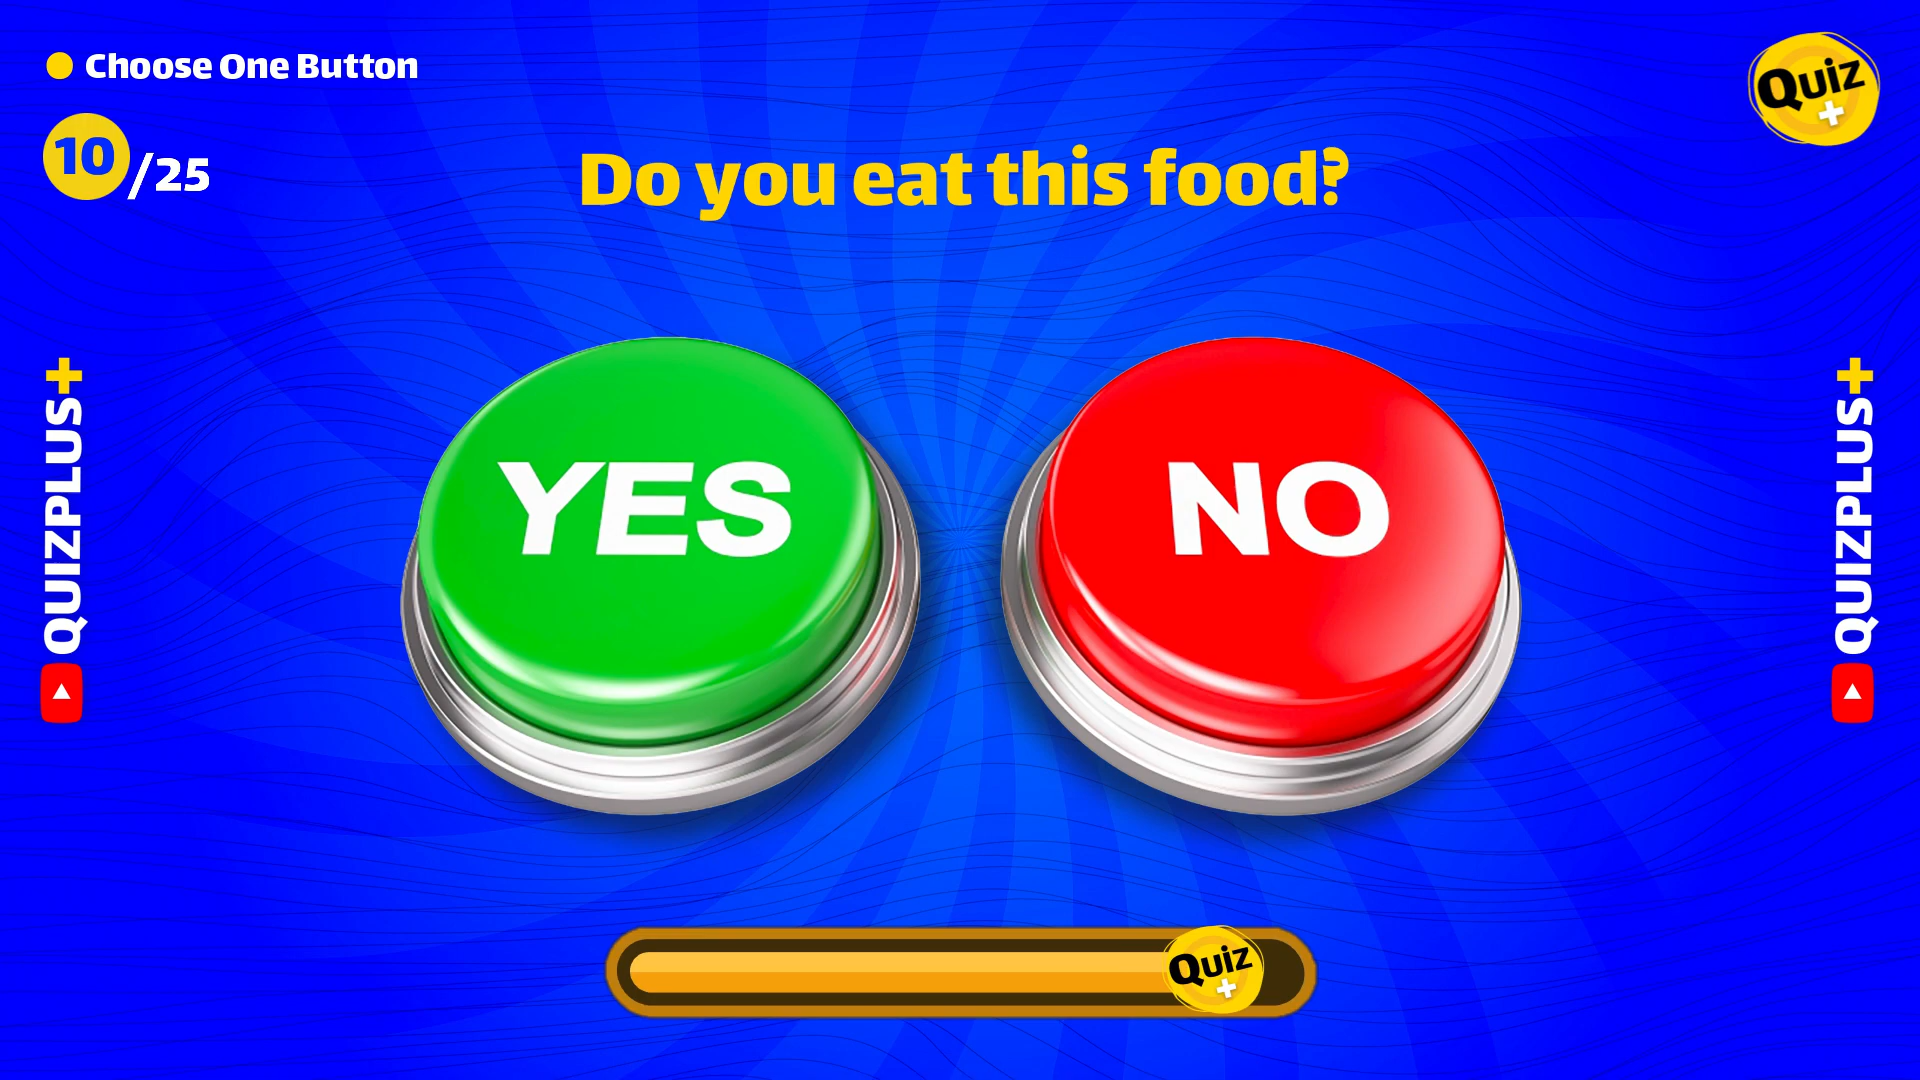 Choose One Button
10/25
Quiz
+
Do you eat this food?
YES
NO
QUIZPLUS+
QUIZPLUS+
Quiz
+